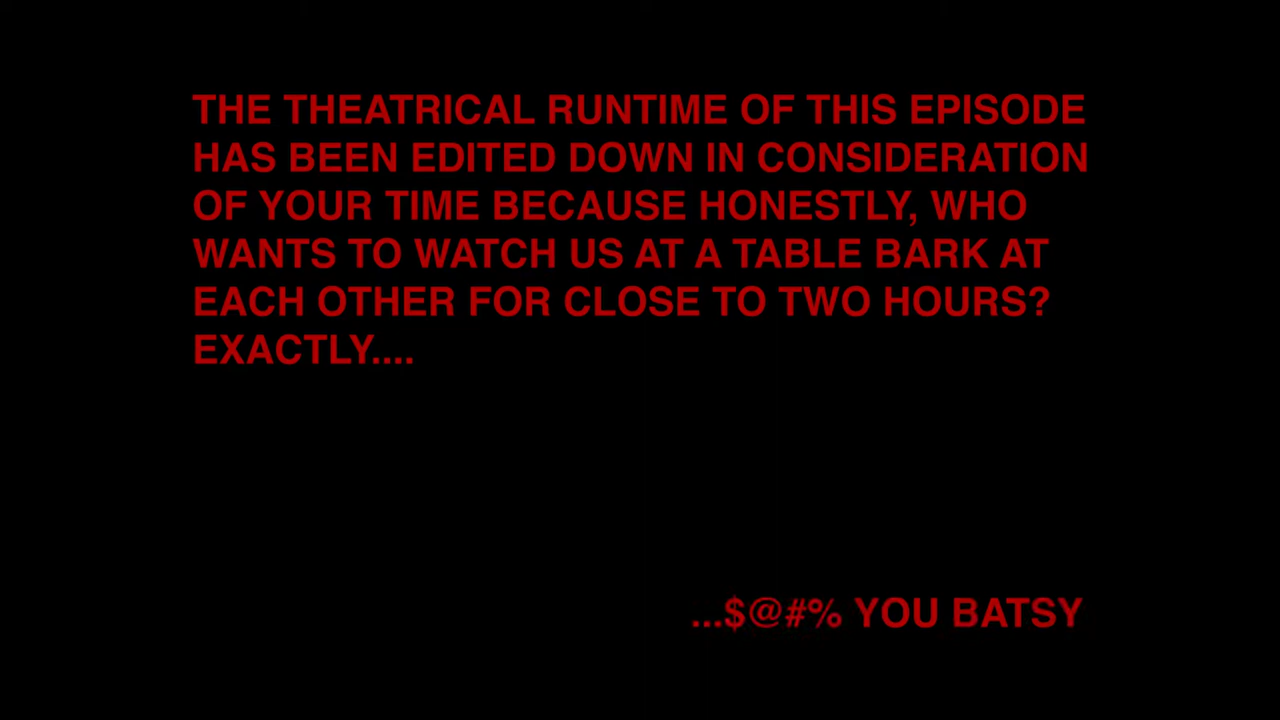 THE THEATRICAL RUNTIME OF THIS EPISODE
HAS BEEN EDITED DOWN IN CONSIDERATION
OF YOUR TIME BECAUSE HONESTLY, WHO
WANTS TO WATCH US AT A TABLE BARK AT
EACH OTHER FOR CLOSE TO TWO HOURS?
EXACTLY....
...$@#% YOU BATSY